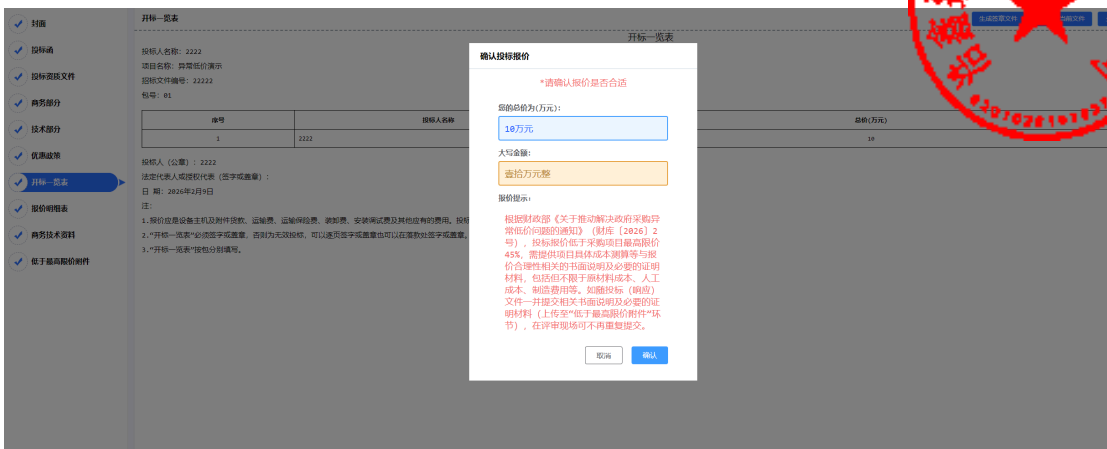 封面
投标函
投标资质文件
商务部分
技术部分
优惠政策
开标一览表
报价明细表
商务技术资料
低于最高限价附件
开标一览表
生成签章文件
当前文件
开标一览表
投标人名称: 2222
项目名称: 异常低价演示
招标文件编号: 22222
包号: 01
序号 投标人名称 总价(万元)
1 2222 10
投标人（公章）: 2222
法定代表人或授权代表（签字或盖章）:
日 期: 2026年2月9日
注:
1.报价应是设备主机及附件货款、运输费、运输保险费、装卸费、安装调试费及其他应有的费用。投标
2.“开标一览表”必须签字或盖章，否则为无效投标，可以逐页签字或盖章也可以在落款处签字或盖章。
3.“开标一览表”按包分别填写。
确认投标报价
*请确认报价是否合适
您的总价为(万元):
10万元
大写金额:
壹拾万元整
报价提示:
根据财政部《关于推动解决政府采购异
常低价问题的通知》（财库〔2026〕2
号），投标报价低于采购项目最高限价
45%，需提供项目具体成本测算等与报
价合理性相关的书面说明及必要的证明
材料，包括但不限于原材料成本、人工
成本、制造费用等。如随投标（响应）
文件一并提交相关书面说明及必要的证
明材料（上传至“低于最高限价附件”环
节），在评审现场可不再重复提交。
取消
确认